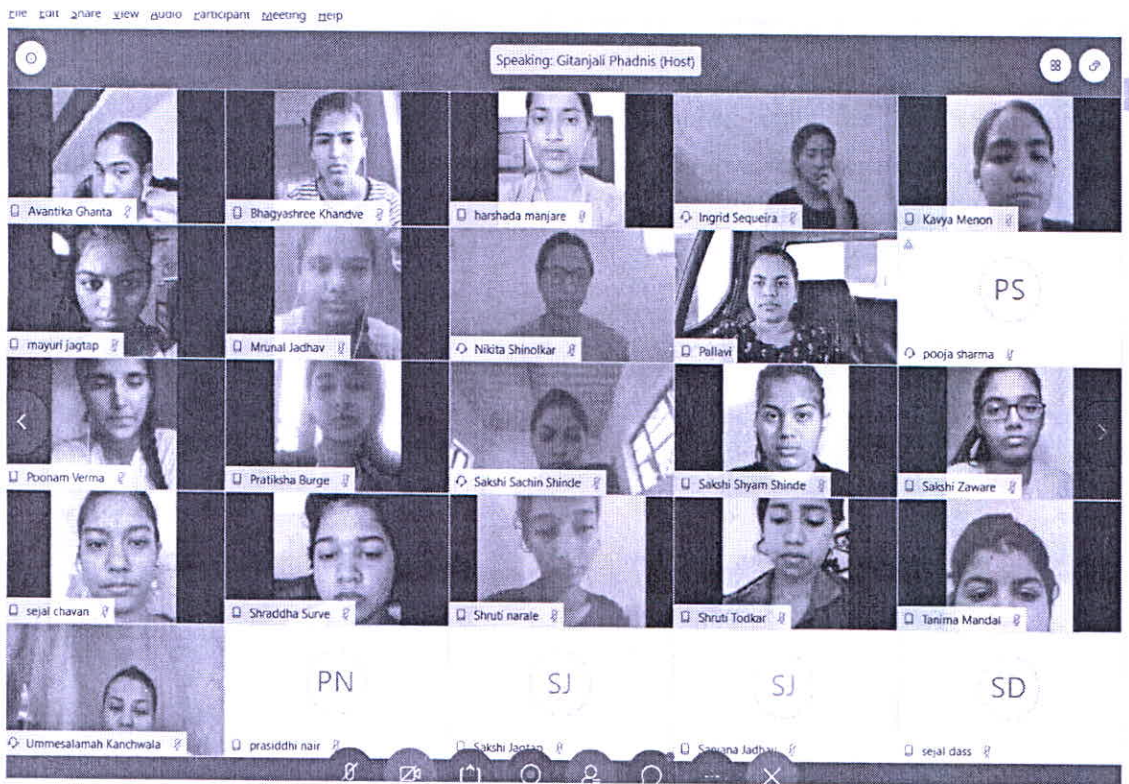 File Edit Share View Audio Participant Meeting Help
Speaking: Gitanjali Phadnis (Host)
Avantika Ghanta
Bhagyashree Khandve
harshada manjare
Ingrid Sequeira
Kavya Menon
PS
mayuri jagtap
Mrunal Jadhav
Nikita Shinolkar
Pallavi
pooja sharma
Poonam Verma
Pratiksha Burge
Sakshi Sachin Shinde
Sakshi Shyam Shinde
Sakshi Zaware
sejal chavan
Shraddha Surve
Shruti narale
Shruti Todkar
Tanima Mandal
PN
SJ
SJ
SD
Ummesalamah Kanchwala
prasiddhi nair
Sakshi Jagtap
Sanjana Jadhav
sejal dass